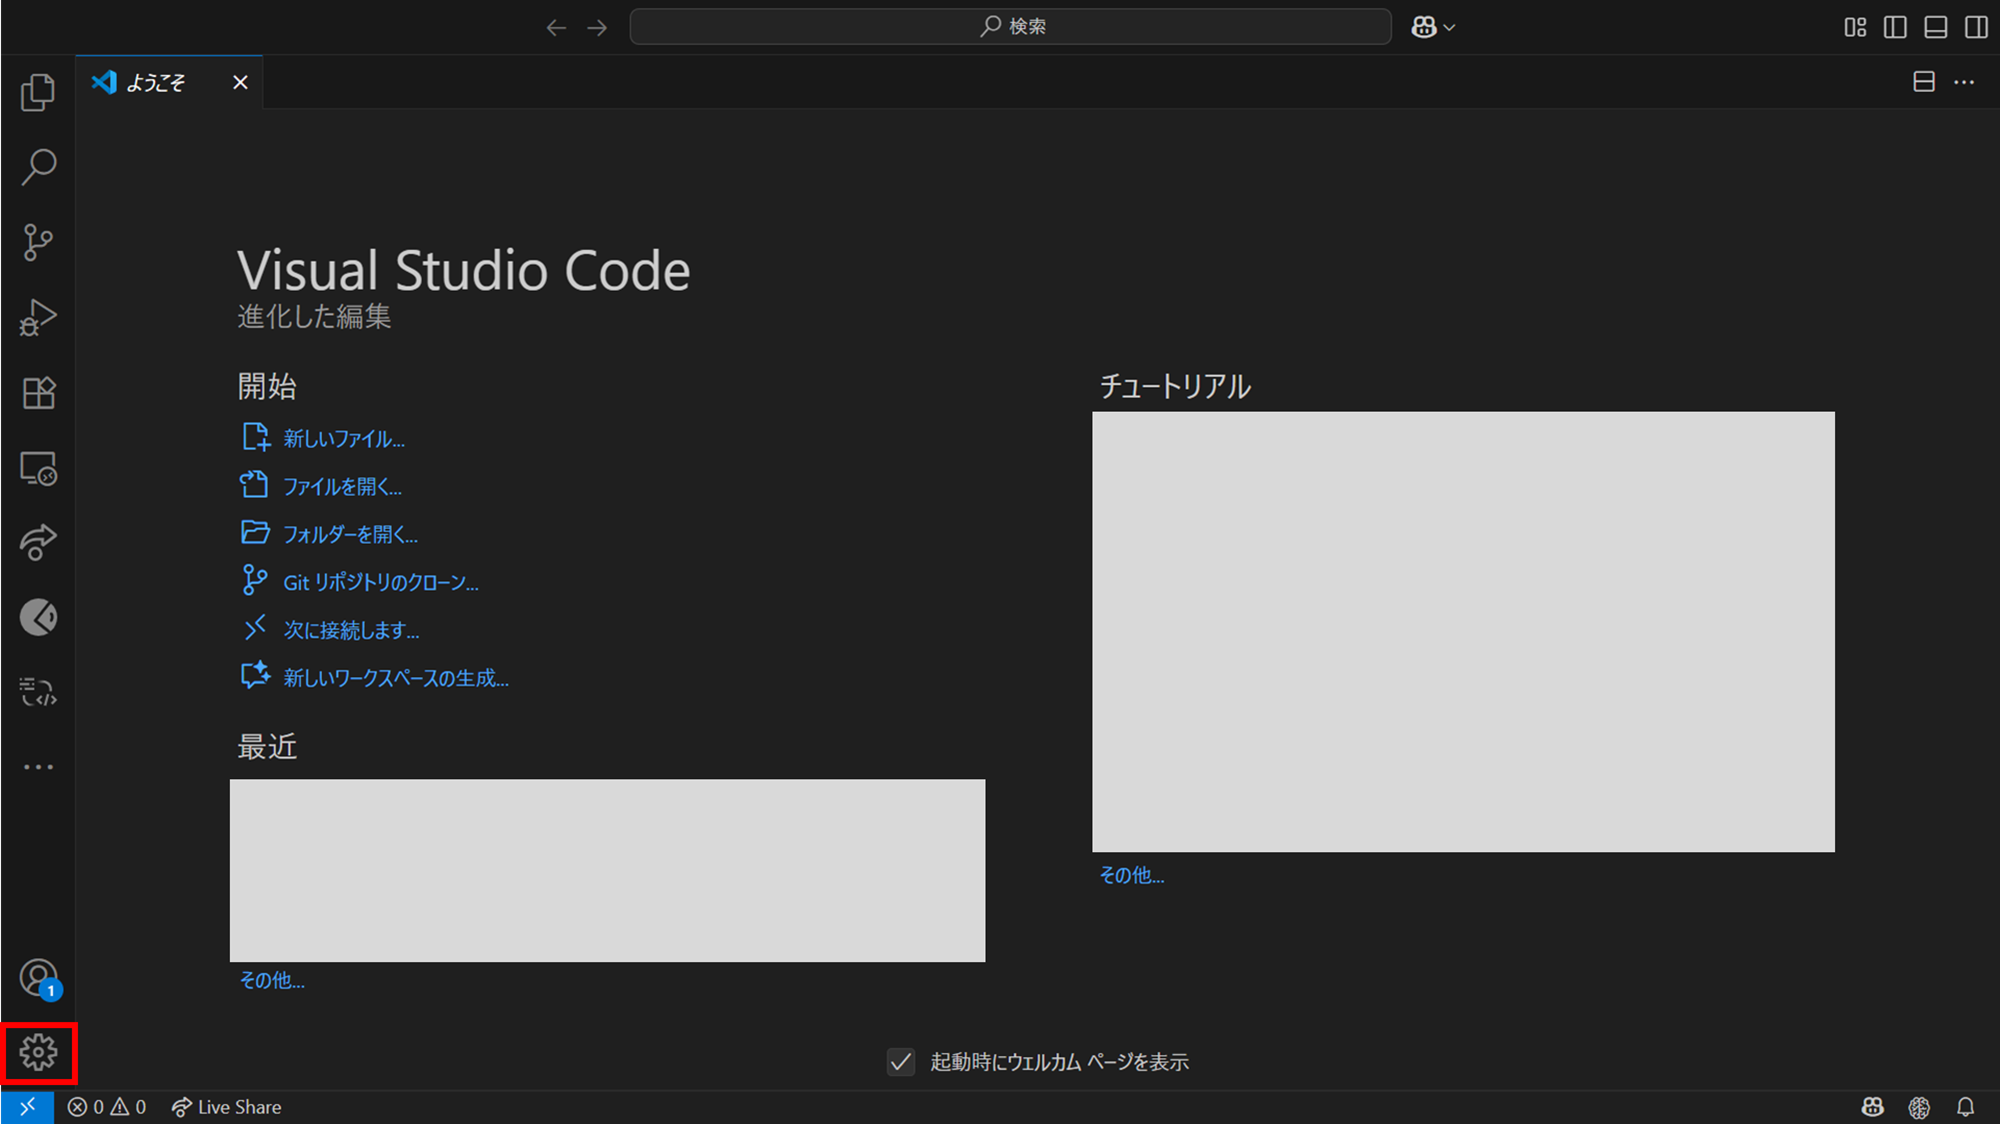 検索
ようこそ
Visual Studio Code
進化した編集
開始
新しいファイル...
ファイルを開く...
フォルダーを開く...
Git リポジトリのクローン...
次に接続します...
新しいワークスペースの生成...
最近
その他...
チュートリアル
その他...
1
起動時にウェルカム ページを表示
0 0 Live Share